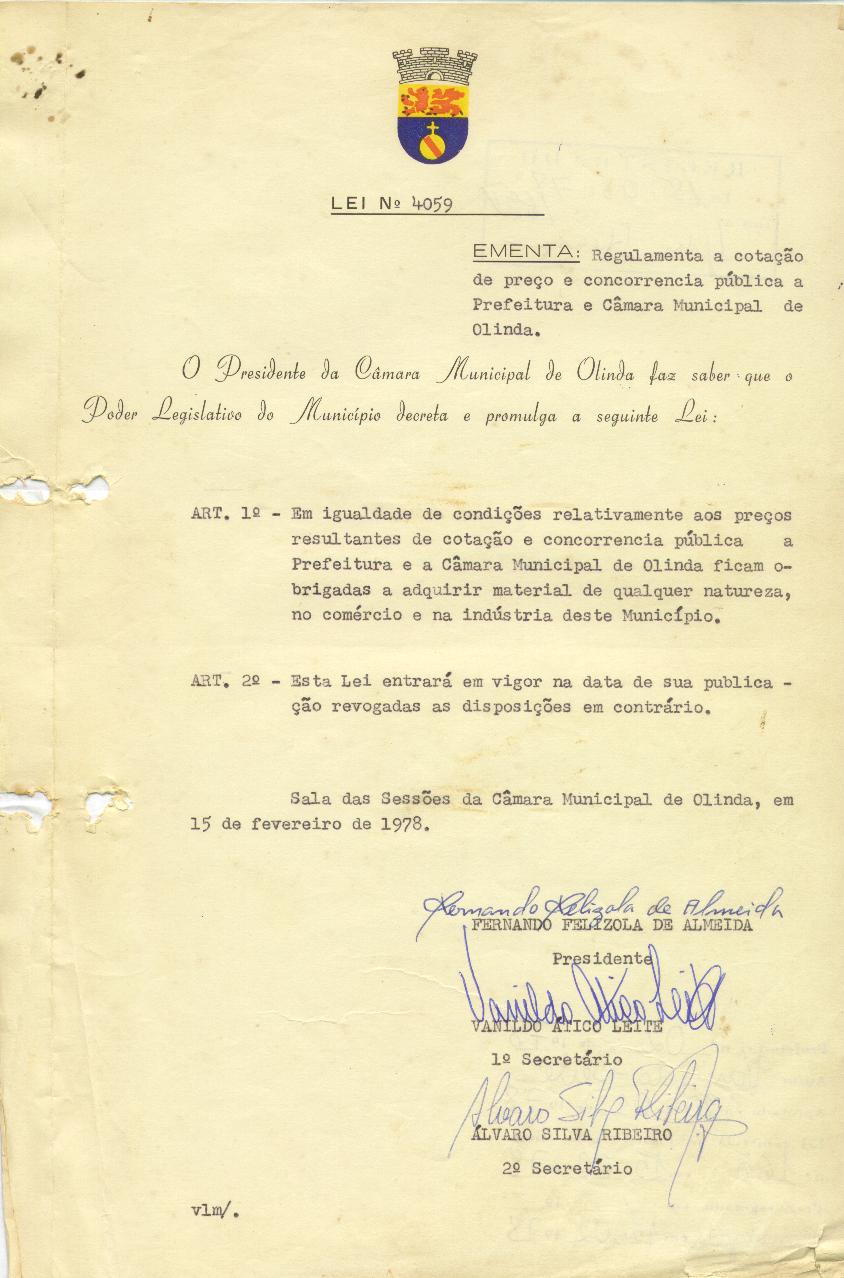 LEI Nº 4059
EMENTA: Regulamenta a cotação
de preço e concorrencia pública a
Prefeitura e Câmara Municipal de
Olinda.
O Presidente da Câmara Municipal de Olinda faz saber que o
Poder Legislativo do Município decreta e promulga a seguinte Lei:
ART. 1º - Em igualdade de condições relativamente aos preços
resultantes de cotação e concorrencia pública a
Prefeitura e a Câmara Municipal de Olinda ficam o-
brigadas a adquirir material de qualquer natureza,
no comércio e na indústria deste Município.
ART. 2º - Esta Lei entrará em vigor na data de sua publica -
ção revogadas as disposições em contrário.
Sala das Sessões da Câmara Municipal de Olinda, em
15 de fevereiro de 1978.
Fernando Felizola de Almeida
FERNANDO FELIZOLA DE ALMEIDA
Presidente
Vanildo Atico Leite
VANILDO ÁTICO LEITE
1º Secretário
Alvaro Silva Ribeiro
ÁLVARO SILVA RIBEIRO
2º Secretário
vlm/.